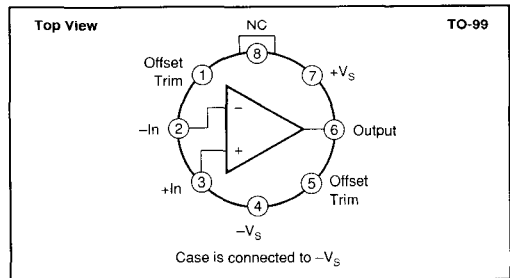 Top View
TO-99
NC
8
Offset
Trim
1
7
+VS
–In
2
–
6
Output
+
+In
3
5
Offset
Trim
4
–VS
Case is connected to –VS